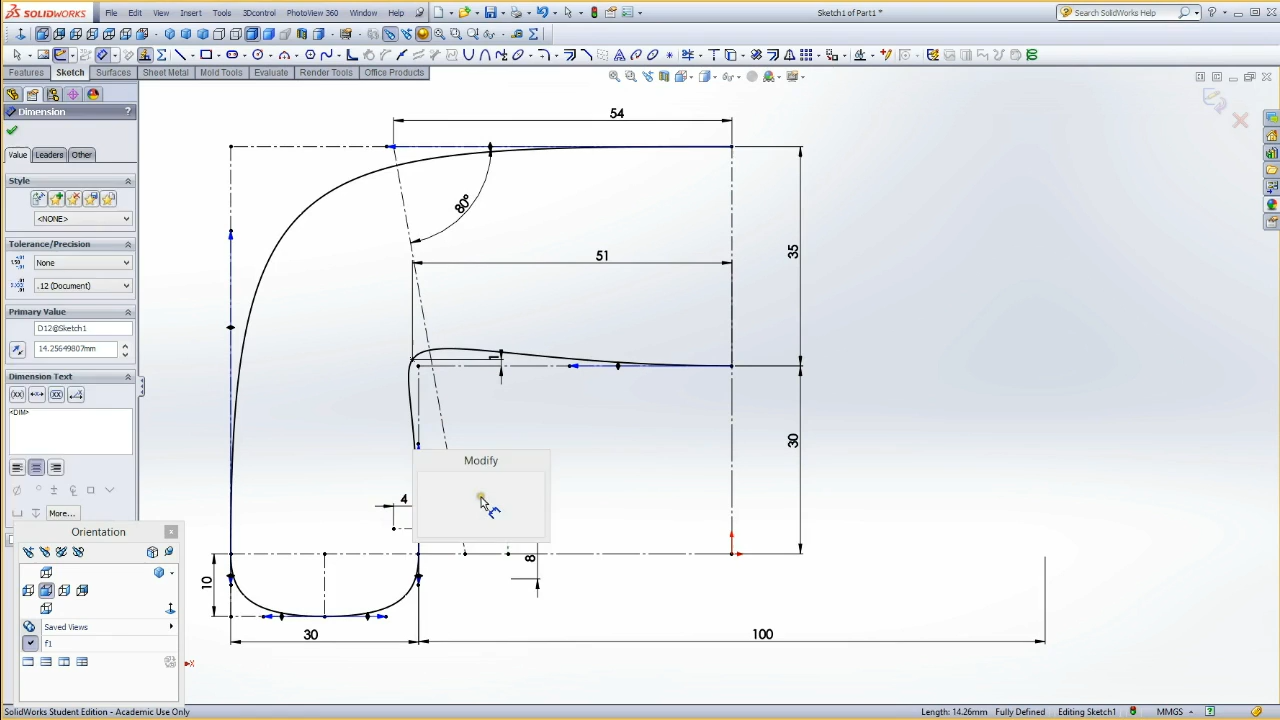 SOLIDWORKS File Edit View Insert Tools 3Dcontrol PhotoView 360 Window Help Sketch1 of Part1 * Search SolidWorks Help
Features Sketch Surfaces Sheet Metal Mold Tools Evaluate Render Tools Office Products
Dimension ?
Value Leaders Other
Style
<NONE>
Tolerance/Precision
None
.12 (Document)
Primary Value
D12@Sketch1
14.25649807mm
Dimension Text
<DIM>
More...
Orientation
Saved Views
f1
54
80°
35
51
1
30
Modify
4
8
10
30
100
X
SolidWorks Student Edition - Academic Use Only Length: 14.26mm Fully Defined Editing Sketch1 MMGS